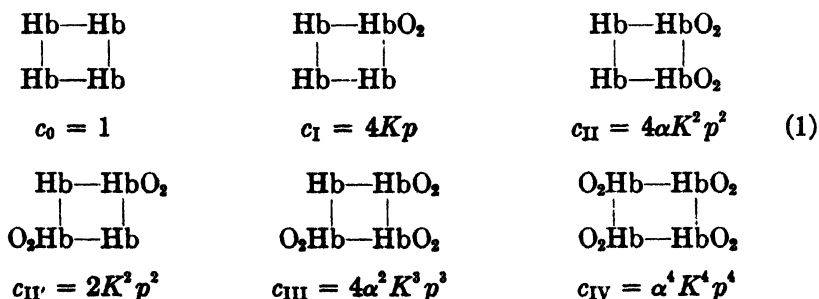 Hb—Hb Hb—HbO₂ Hb—HbO₂
Hb—Hb Hb—Hb Hb—HbO₂
c₀ = 1 c_I = 4Kp c_II = 4αK²p² (1)
Hb—HbO₂ Hb—HbO₂ O₂Hb—HbO₂
O₂Hb—Hb O₂Hb—HbO₂ O₂Hb—HbO₂
c_II' = 2K²p² c_III = 4α²K³p³ c_IV = α⁴K⁴p⁴